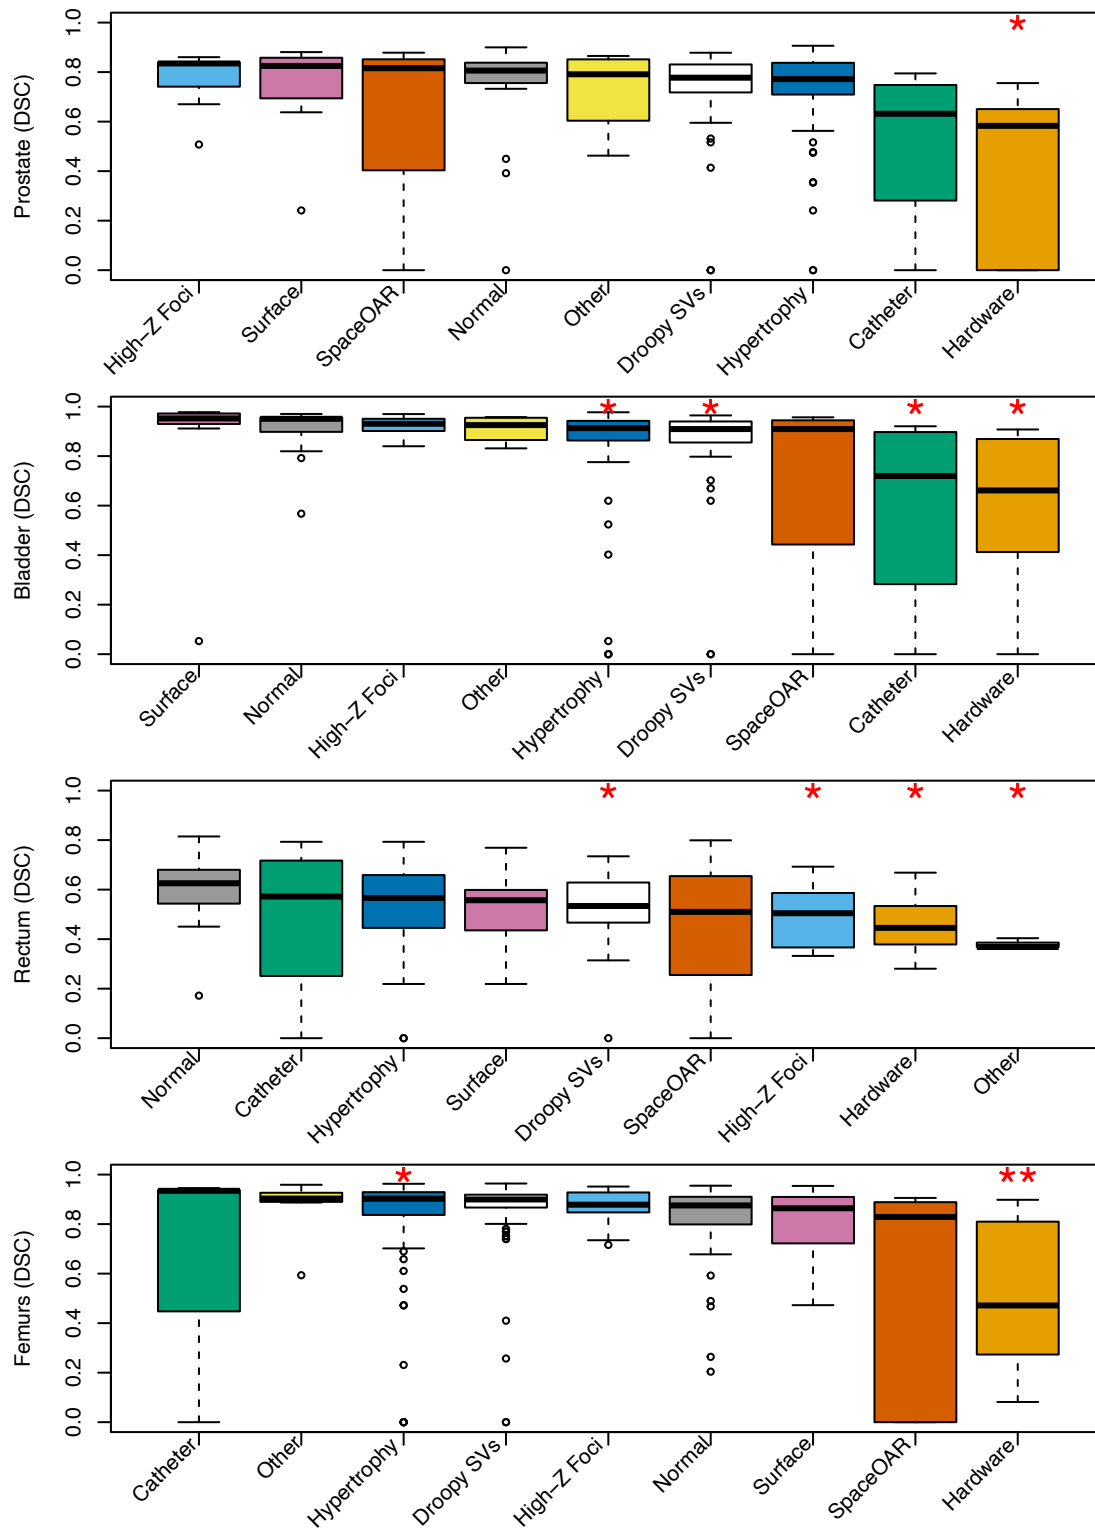 Prostate (DSC)
1.0
0.8
0.6
0.4
0.2
0.0
*
High−Z Foci
Surface
SpaceOAR
Normal
Other
Droopy SVs
Hypertrophy
Catheter
Hardware
Bladder (DSC)
1.0
0.8
0.6
0.4
0.2
0.0
* * * *
Surface
Normal
High−Z Foci
Other
Hypertrophy
Droopy SVs
SpaceOAR
Catheter
Hardware
Rectum (DSC)
1.0
0.8
0.6
0.4
0.2
0.0
* * * *
Normal
Catheter
Hypertrophy
Surface
Droopy SVs
SpaceOAR
High−Z Foci
Hardware
Other
Femurs (DSC)
1.0
0.8
0.6
0.4
0.2
0.0
* **
Catheter
Other
Hypertrophy
Droopy SVs
High−Z Foci
Normal
Surface
SpaceOAR
Hardware